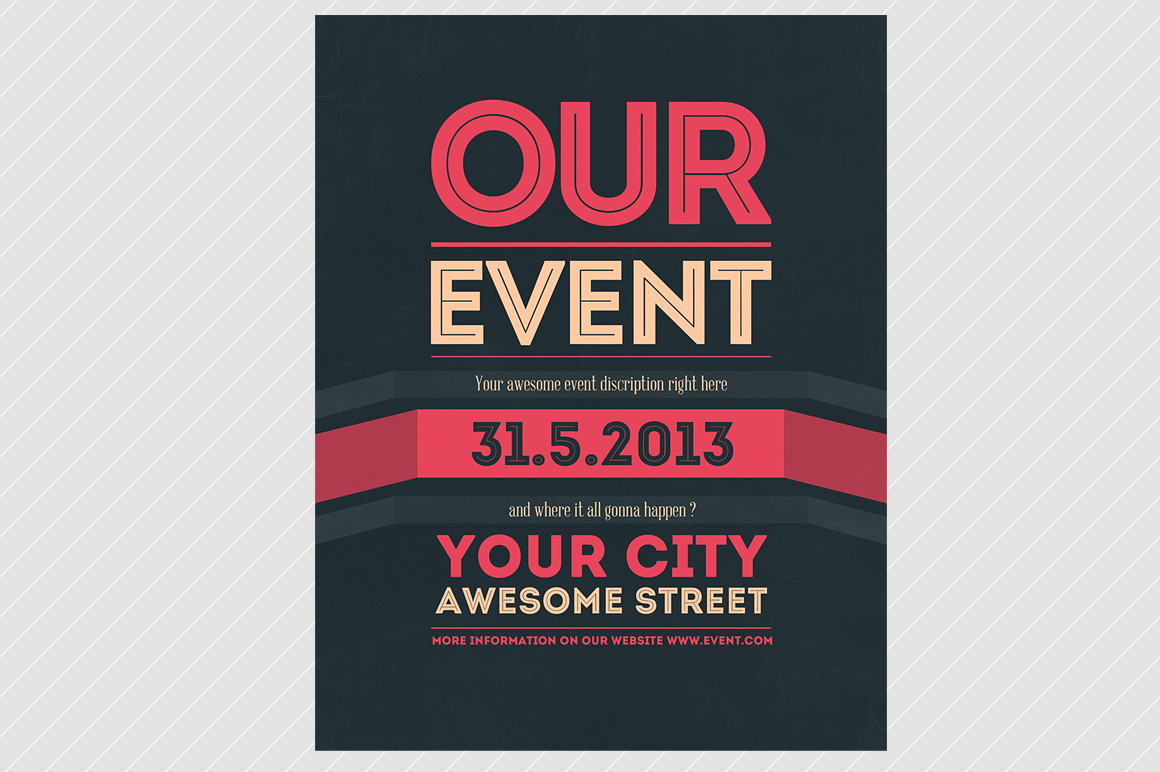 OUR
EVENT
Your awesome event discription right here
31.5.2013
and where it all gonna happen ?
YOUR CITY
AWESOME STREET
MORE INFORMATION ON OUR WEBSITE WWW.EVENT.COM